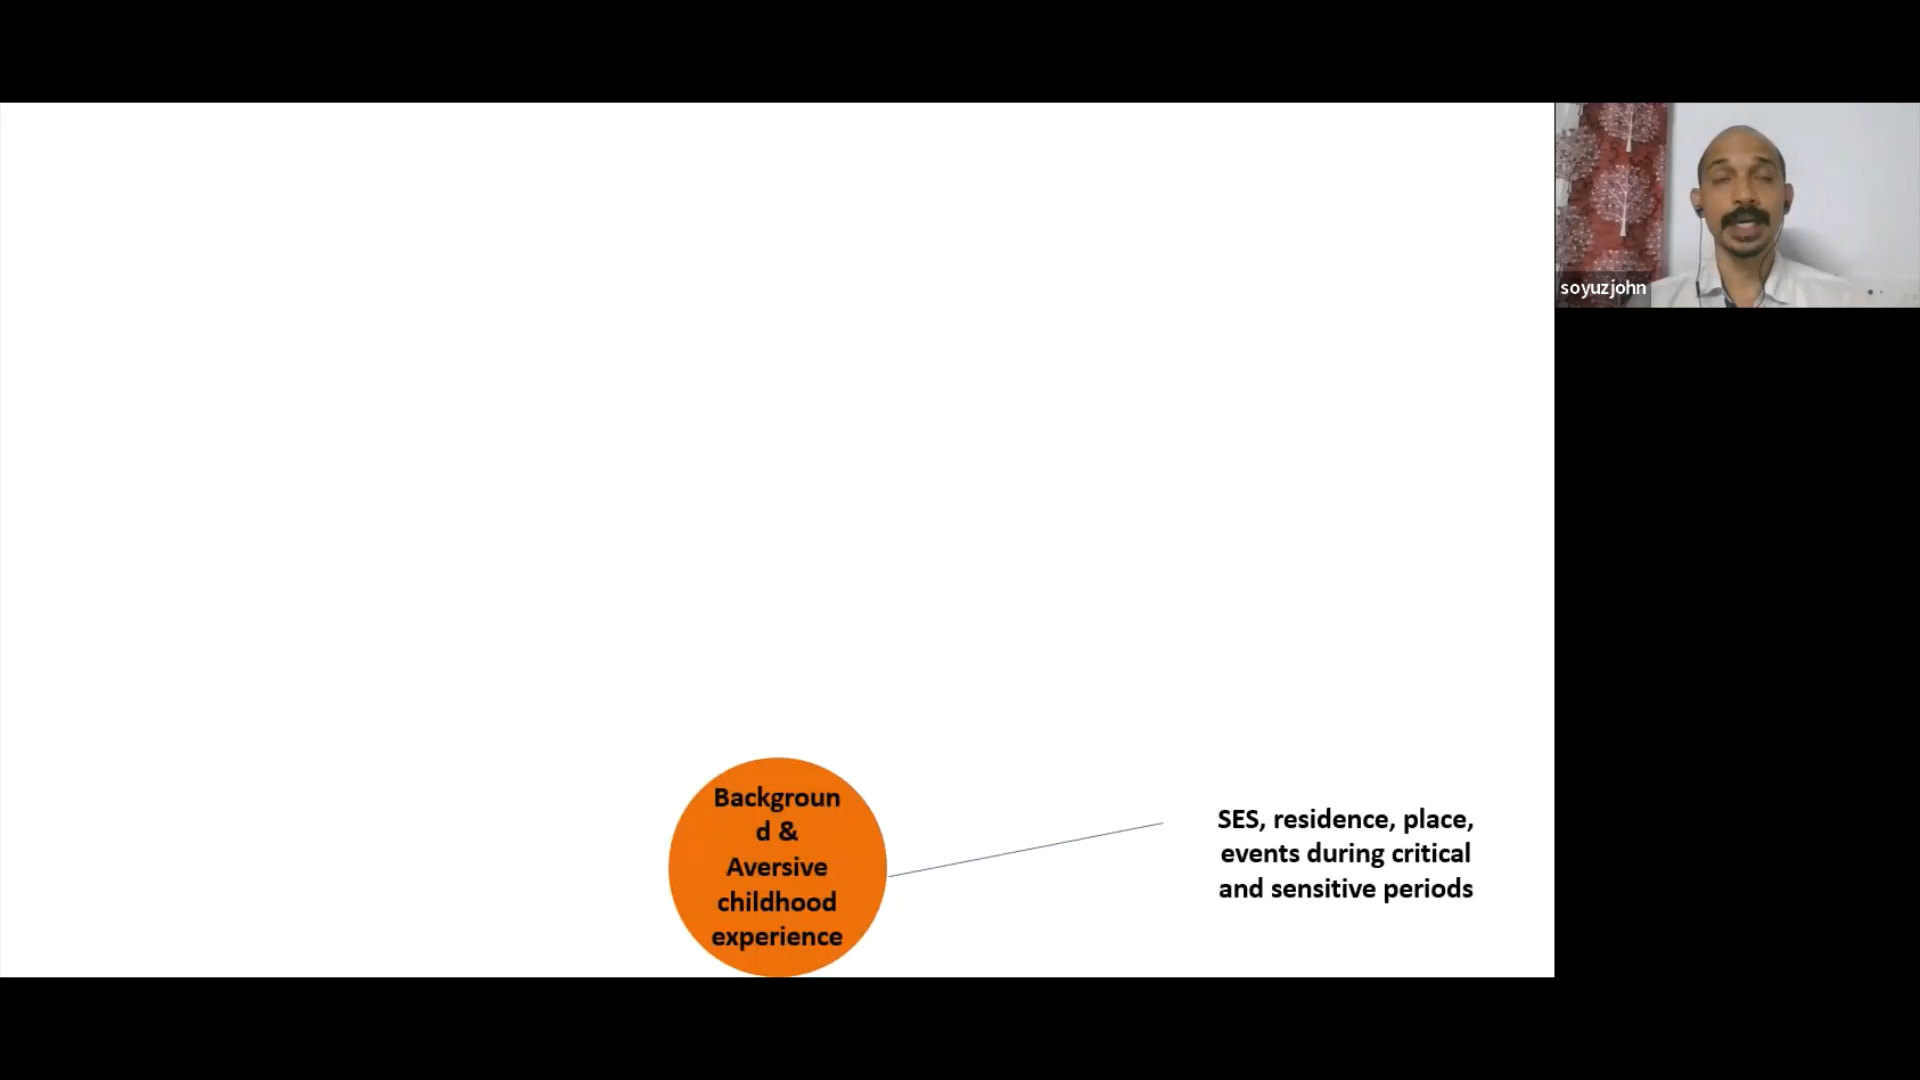 soyuzjohn
Backgroun
d &
Aversive
childhood
experience
SES, residence, place,
events during critical
and sensitive periods